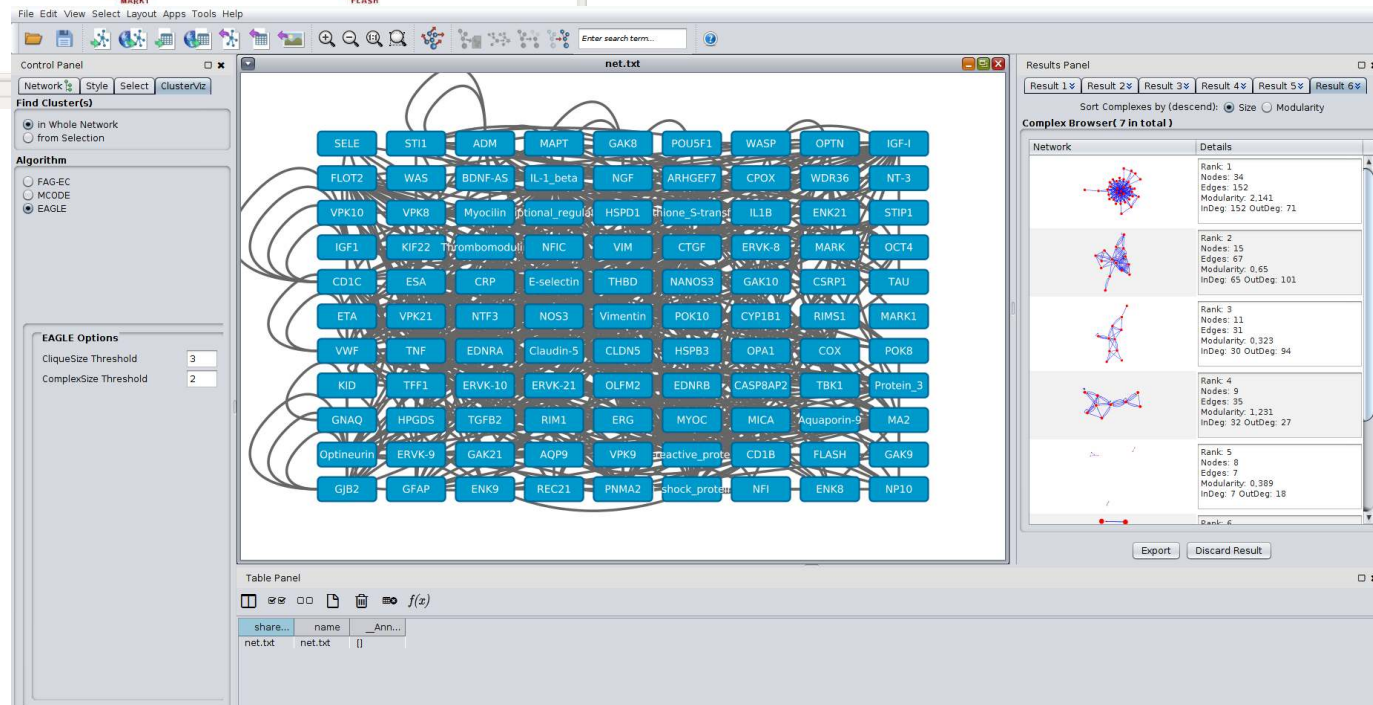 MARK1 FLASH
File Edit View Select Layout Apps Tools Help
Enter search term...
Control Panel
Network Style Select ClusterViz
Find Cluster(s)
in Whole Network
from Selection
Algorithm
FAG-EC
MCODE
EAGLE
EAGLE Options
CliqueSize Threshold 3
ComplexSize Threshold 2
net.txt
SELE STI1 ADM MAPT GAK8 POU5F1 WASP OPTN IGF-I
FLOT2 WAS BDNF-AS IL-1_beta NGF ARHGEF7 CPOX WDR36 NT-3
VPK10 VPK8 Myocilin iptional_regula HSPD1 thione_S-transf IL1B ENK21 STIP1
IGF1 KIF22 Thrombomoduli NFIC VIM CTGF ERVK-8 MARK OCT4
CD1C ESA CRP E-selectin THBD NANOS3 GAK10 CSRP1 TAU
ETA VPK21 NTF3 NOS3 Vimentin POK10 CYP1B1 RIMS1 MARK1
VWF TNF EDNRA Claudin-5 CLDN5 HSPB3 OPA1 COX POK8
KID TFF1 ERVK-10 ERVK-21 OLFM2 EDNRB CASP8AP2 TBK1 Protein_3
GNAQ HPGDS TGFB2 RIM1 ERG MYOC MICA Aquaporin-9 MA2
Optineurin ERVK-9 GAK21 AQP9 VPK9 reactive_prote CD1B FLASH GAK9
GJB2 GFAP ENK9 REC21 PNMA2 shock_protein NFI ENK8 NP10
Results Panel
Result 1 Result 2 Result 3 Result 4 Result 5 Result 6
Sort Complexes by (descend): Size Modularity
Complex Browser( 7 in total )
Network Details
Rank: 1
Nodes: 34
Edges: 152
Modularity: 2,141
InDeg: 152 OutDeg: 71
Rank: 2
Nodes: 15
Edges: 67
Modularity: 0,65
InDeg: 65 OutDeg: 101
Rank: 3
Nodes: 11
Edges: 31
Modularity: 0,323
InDeg: 30 OutDeg: 94
Rank: 4
Nodes: 9
Edges: 35
Modularity: 1,231
InDeg: 32 OutDeg: 27
Rank: 5
Nodes: 8
Edges: 7
Modularity: 0,389
InDeg: 7 OutDeg: 18
Rank: 6
Export Discard Result
Table Panel
f(x)
share... name __Ann...
net.txt net.txt []